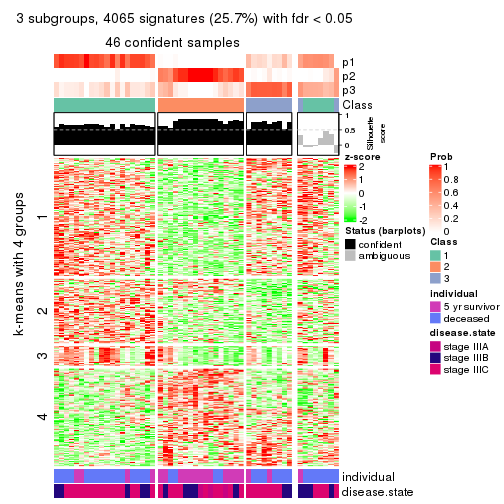 3 subgroups, 4065 signatures (25.7%) with fdr < 0.05
46 confident samples
p1
p2
p3
Class
1
0.5
0
Silhouette
score
k-means with 4 groups
1
2
3
4
z-score
2
1
0
-1
-2
Status (barplots)
confident
ambiguous
Prob
1
0.8
0.6
0.4
0.2
0
Class
1
2
3
individual
5 yr survivor
deceased
disease.state
stage IIIA
stage IIIB
stage IIIC
individual
disease.state